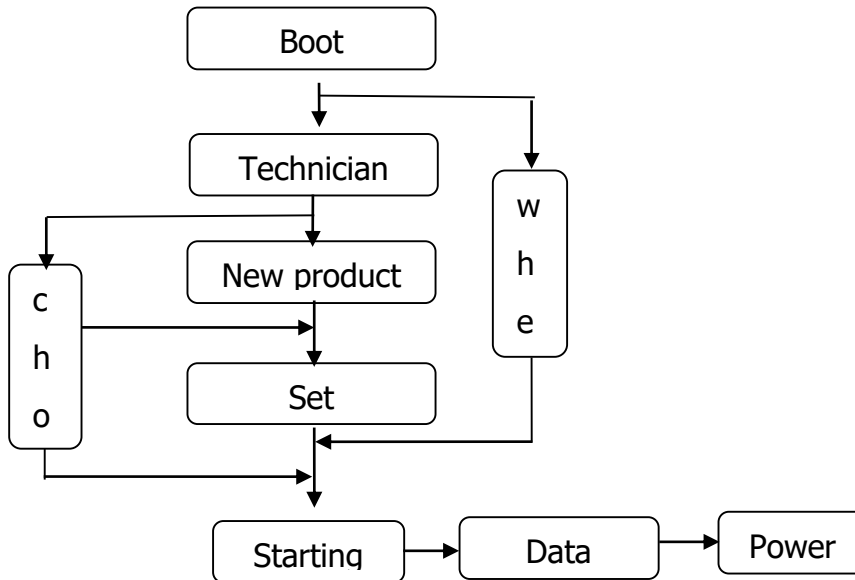 Boot
Technician
w
h
e
New product
c
h
o
Set
Starting
Data
Power